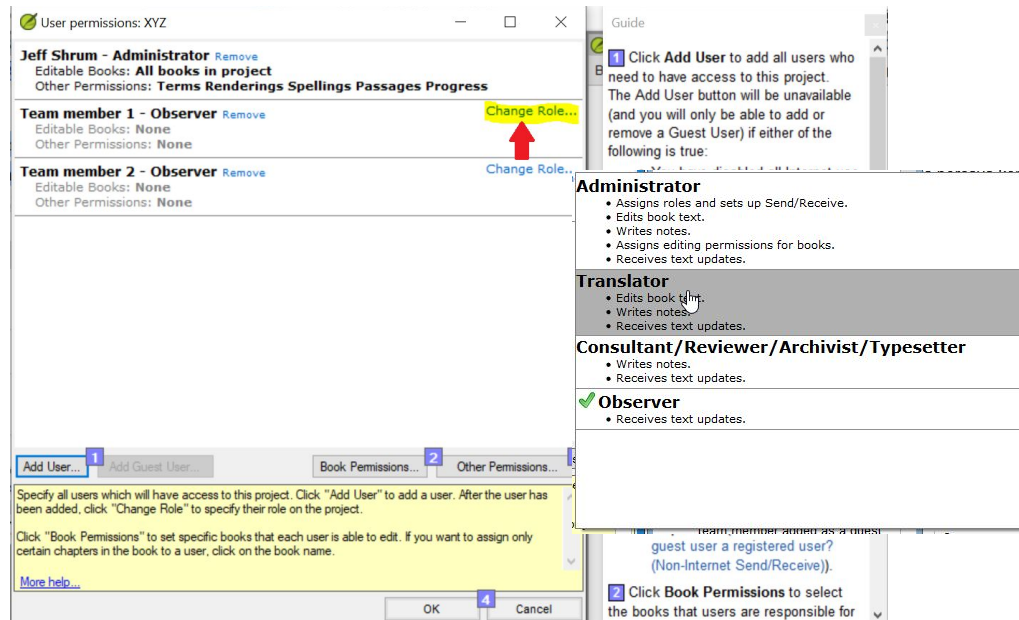 User permissions: XYZ
Jeff Shrum - Administrator Remove
Editable Books: All books in project
Other Permissions: Terms Renderings Spellings Passages Progress
Team member 1 - Observer Remove
Change Role...
Editable Books: None
Other Permissions: None
Team member 2 - Observer Remove
Change Role..
Editable Books: None
Other Permissions: None
Add User...
1
Add Guest User...
Book Permissions...
2
Other Permissions...
Specify all users which will have access to this project. Click "Add User" to add a user. After the user has
been added, click "Change Role" to specify their role on the project.
Click "Book Permissions" to set specific books that each user is able to edit. If you want to assign only
certain chapters in the book to a user, click on the book name.
More help...
OK
4
Cancel
Guide
1 Click Add User to add all users who
need to have access to this project.
The Add User button will be unavailable
(and you will only be able to add or
remove a Guest User) if either of the
following is true:
Administrator
• Assigns roles and sets up Send/Receive.
• Edits book text.
• Writes notes.
• Assigns editing permissions for books.
• Receives text updates.
Translator
• Edits book text.
• Writes notes.
• Receives text updates.
Consultant/Reviewer/Archivist/Typesetter
• Writes notes.
• Receives text updates.
Observer
• Receives text updates.
team member added as a guest
guest user a registered user?
(Non-Internet Send/Receive)).
2 Click Book Permissions to select
the books that users are responsible for